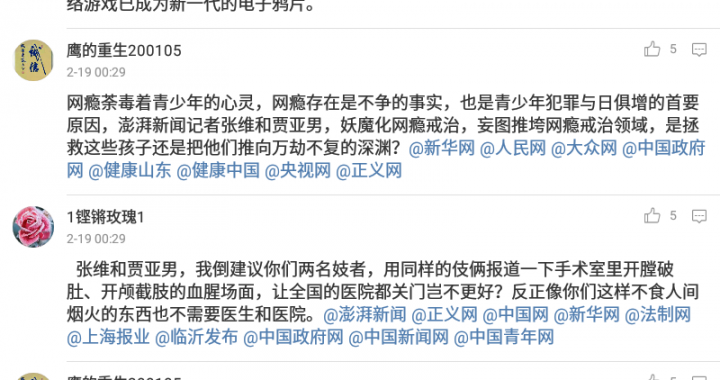 络游戏已成为新一代的电子鸦片。
鹰的重生200105
5
2-19 00:29
网瘾荼毒着青少年的心灵，网瘾存在是不争的事实，也是青少年犯罪与日俱增的首要
原因，澎湃新闻记者张维和贾亚男，妖魔化网瘾戒治，妄图推垮网瘾戒治领域，是拯
救这些孩子还是把他们推向万劫不复的深渊？@新华网 @人民网 @大众网 @中国政府
网 @健康山东 @健康中国 @央视网 @正义网
1铿锵玫瑰1
5
2-19 00:29
张维和贾亚男，我倒建议你们两名妓者，用同样的伎俩报道一下手术室里开膛破
肚、开颅截肢的血腥场面，让全国的医院都关门岂不更好？反正像你们这样不食人间
烟火的东西也不需要医生和医院。@澎湃新闻 @正义网 @中国网 @新华网 @法制网
@上海报业 @临沂发布 @中国政府网 @中国新闻网 @中国青年网